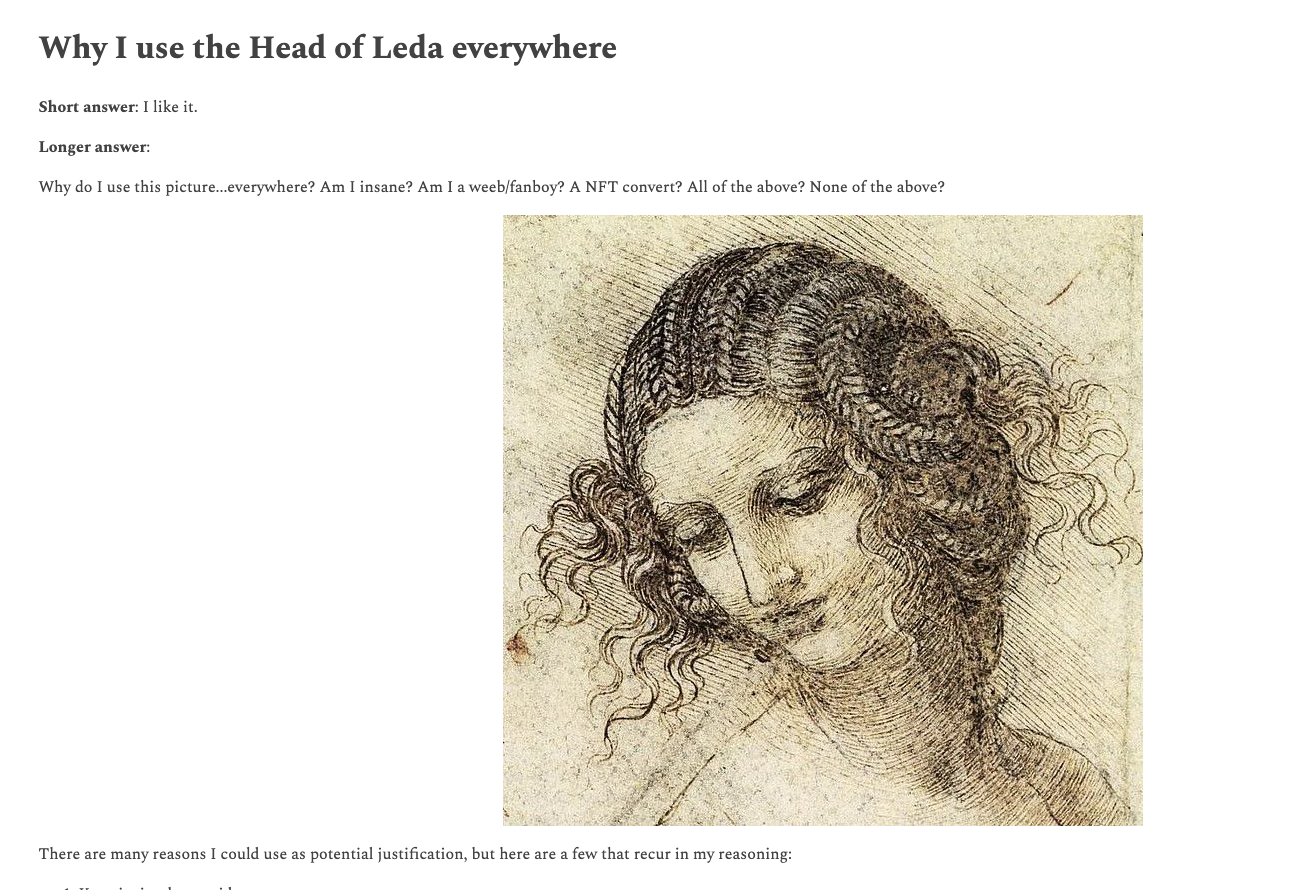 Why I use the Head of Leda everywhere
Short answer: I like it.
Longer answer:
Why do I use this picture...everywhere? Am I insane? Am I a weeb/fanboy? A NFT convert? All of the above? None of the above?
There are many reasons I could use as potential justification, but here are a few that recur in my reasoning: